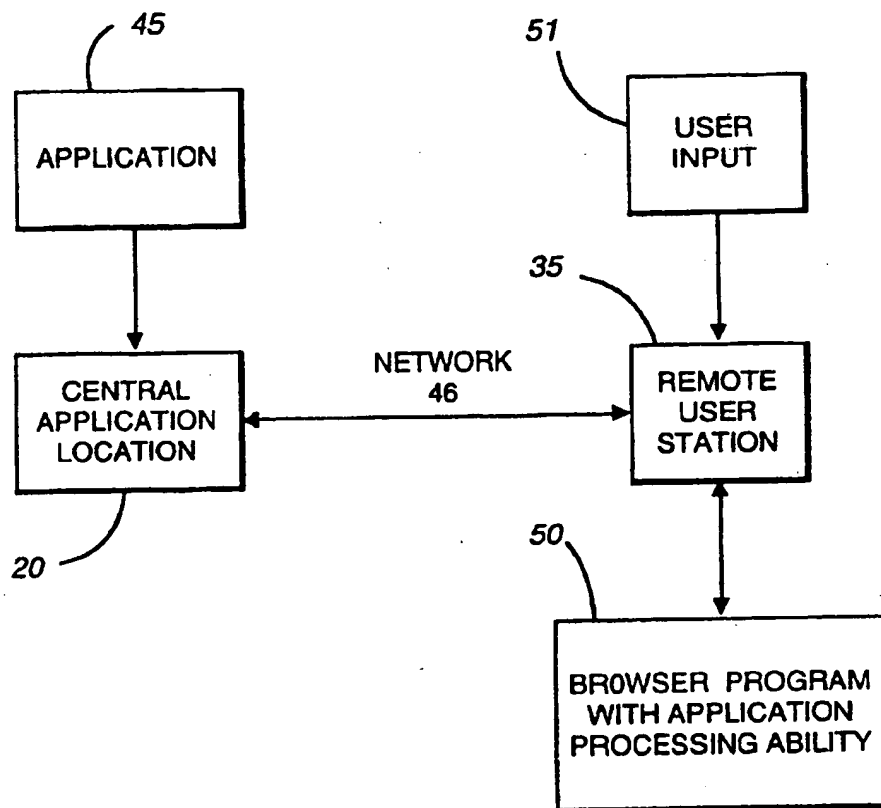 45
51
APPLICATION
USER
INPUT
35
CENTRAL
APPLICATION
LOCATION
NETWORK
46
REMOTE
USER
STATION
20
50
BR0WSER PROGRAM
WITH APPLICATION
PROCESSING ABILITY